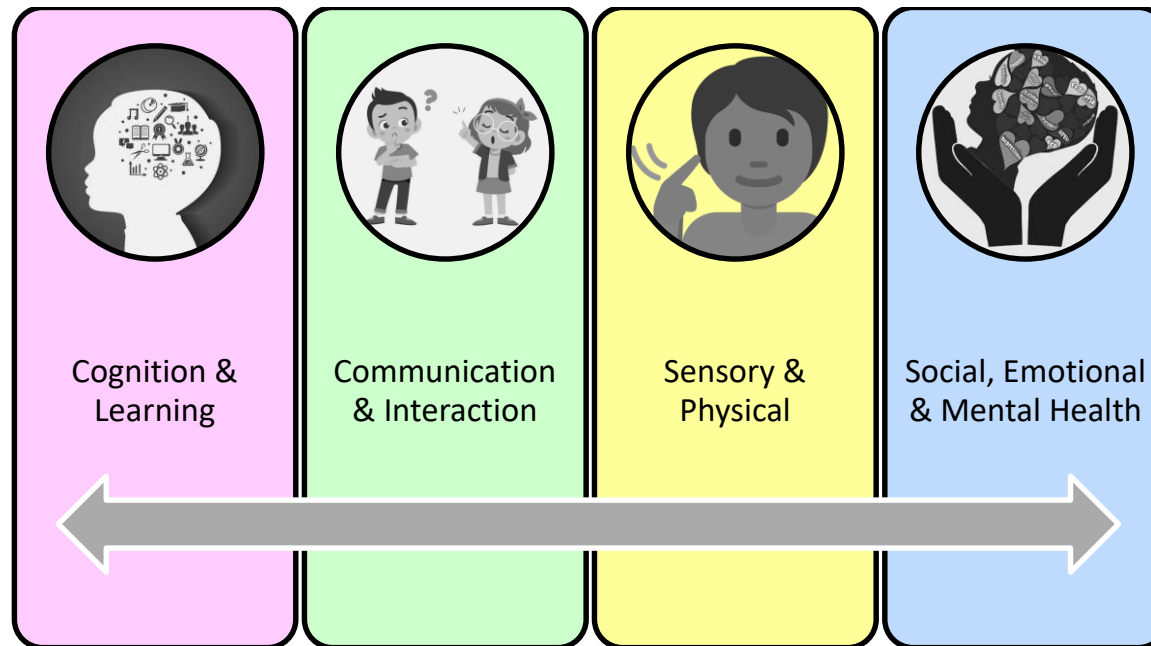 Cognition &
Learning
Communication
& Interaction
Sensory &
Physical
Social, Emotional
& Mental Health